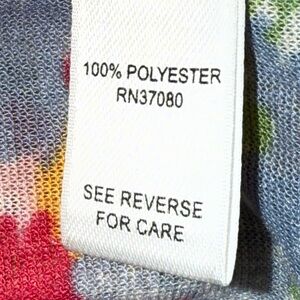 100% POLYESTER
RN37080
SEE REVERSE
FOR CARE